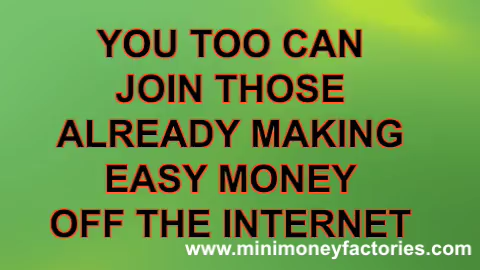 YOU TOO CAN
JOIN THOSE
ALREADY MAKING
EASY MONEY
OFF THE INTERNET
www.minimoneyfactories.com